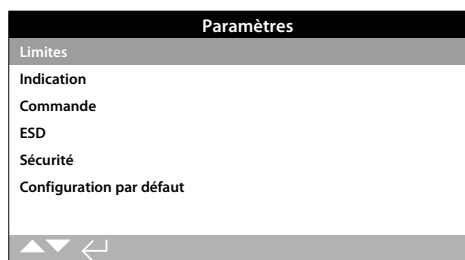 Paramètres
Limites
Indication
Commande
ESD
Sécurité
Configuration par défaut